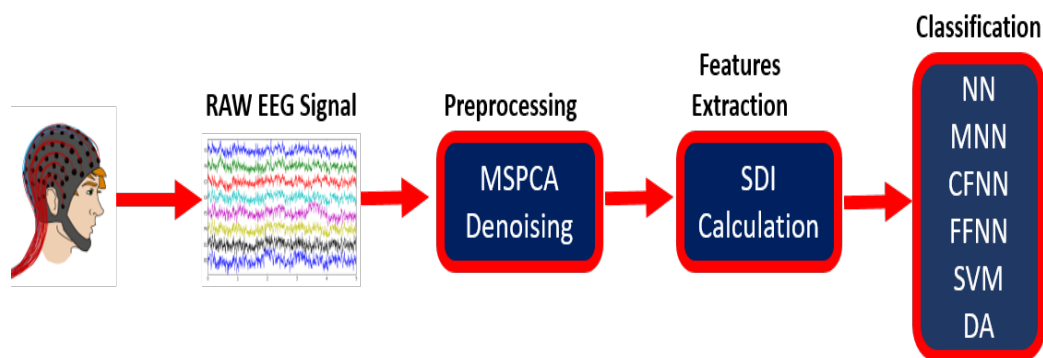 RAW EEG Signal
Preprocessing
MSPCA
Denoising
Features
Extraction
SDI
Calculation
Classification
NN
MNN
CFNN
FFNN
SVM
DA